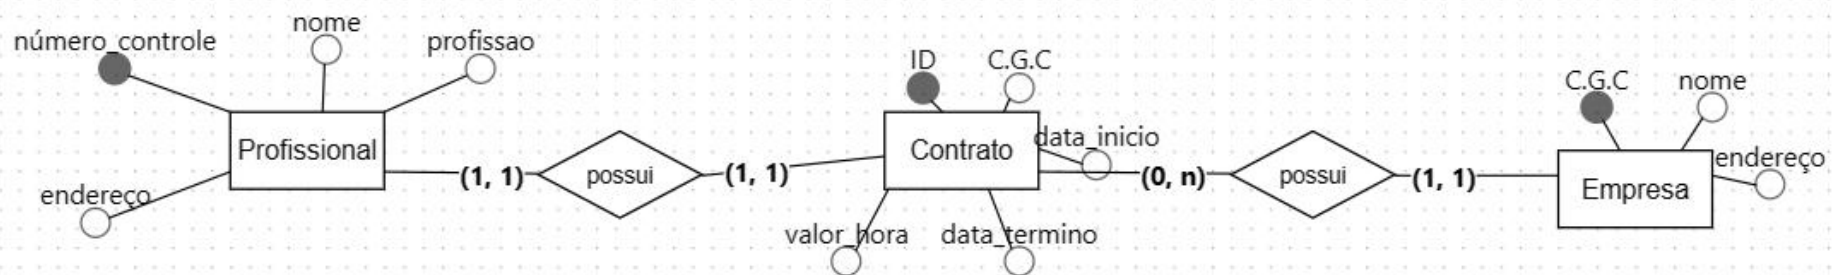 número_controle
nome
profissao
Profissional
endereço
(1, 1)
possui
(1, 1)
ID
C.G.C
Contrato
data_inicio
valor_hora
data_termino
(0, n)
possui
(1, 1)
C.G.C
nome
endereço
Empresa